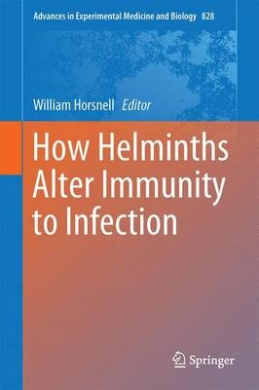 Advances in Experimental Medicine and Biology 828
William Horsnell Editor
How Helminths
Alter Immunity
to Infection
Springer